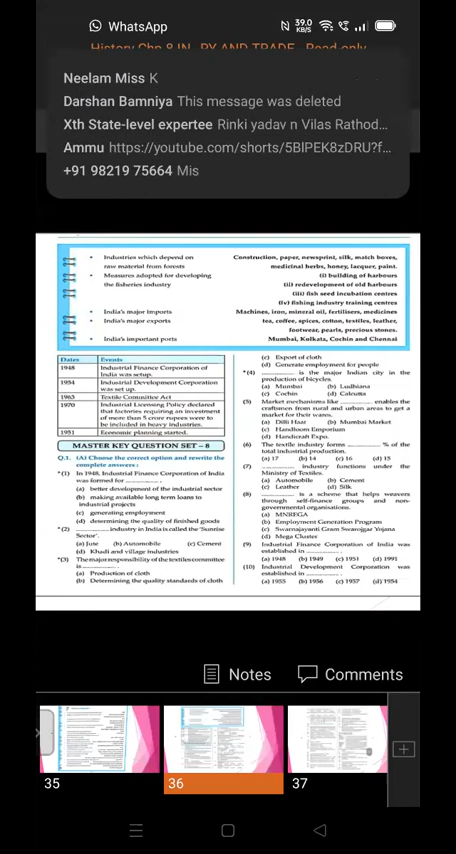 WhatsApp
39.0
KB/S
History Chp 8 IN
RY AND TRADE - Read only
Neelam Miss K
Darshan Bamniya This message was deleted
Xth State-level expertee Rinki yadav n Vilas Rathod...
Ammu https://youtube.com/shorts/5BlPEK8zDRU?f...
+91 98219 75664 Mis
• Industries which depend on raw material from forests
Construction, paper, newsprint, silk, match boxes,
medicinal herbs, honey, lacquer, paint.
• Measures adopted for developing the fisheries industry
(i) building of harbours
(ii) redevelopment of old harbours
(iii) fish seed incubation centres
(iv) fishing industry training centres
• India's major imports
Machines, iron, mineral oil, fertilisers, medicines
• India's major exports
tea, coffee, spices, cotton, textiles, leather,
footwear, pearls, precious stones.
• India's important ports
Mumbai, Kolkata, Cochin and Chennai
Dates Events
1948 Industrial Finance Corporation of
India was setup.
1954 Industrial Development Corporation
was set up.
1963 Textile Committee Act
1970 Industrial Licensing Policy declared
that factories requiring an investment
of more than 5 crore rupees were to
be included in heavy industries.
1951 Economic planning started.
MASTER KEY QUESTION SET - 8
Q.1. (A) Choose the correct option and rewrite the
complete answers :
*(1) In 1948, Industrial Finance Corporation of India
was formed for ............. .
(a) better development of the industrial sector
(b) making available long term loans to
industrial projects
(c) generating employment
(d) determining the quality of finished goods
*(2) ............. industry in India is called the 'Sunrise
Sector'.
(a) Jute (b) Automobile (c) Cement
(d) Khadi and village industries
*(3) The major responsibility of the textiles committee
is ............. .
(a) Production of cloth
(b) Determining the quality standards of cloth
(c) Export of cloth
(d) Generate employment for people
*(4) ............. is the major Indian city in the
production of bicycles.
(a) Mumbai (b) Ludhiana
(c) Cochin (d) Calcutta
(5) Market mechanisms like ............. enables the
craftsmen from rural and urban areas to get a
market for their wares.
(a) Dilli Haat (b) Mumbai Market
(c) Handloom Emporium
(d) Handicraft Expo.
(6) The textile industry forms ............. % of the
total industrial production.
(a) 17 (b) 14 (c) 16 (d) 15
(7) ............. industry functions under the
Ministry of Textiles.
(a) Automobile (b) Cement
(c) Leather (d) Silk
(8) ............. is a scheme that helps weavers
through self-finance groups and non-
governmental organisations.
(a) MNREGA
(b) Employment Generation Program
(c) Swarnajayanti Gram Swarojgar Yojana
(d) Mega Cluster
(9) Industrial Finance Corporation of India was
established in ............. .
(a) 1948 (b) 1949 (c) 1951 (d) 1991
(10) Industrial Development Corporation was
established in ............. .
(a) 1955 (b) 1956 (c) 1957 (d) 1954
Notes
Comments
35
36
37